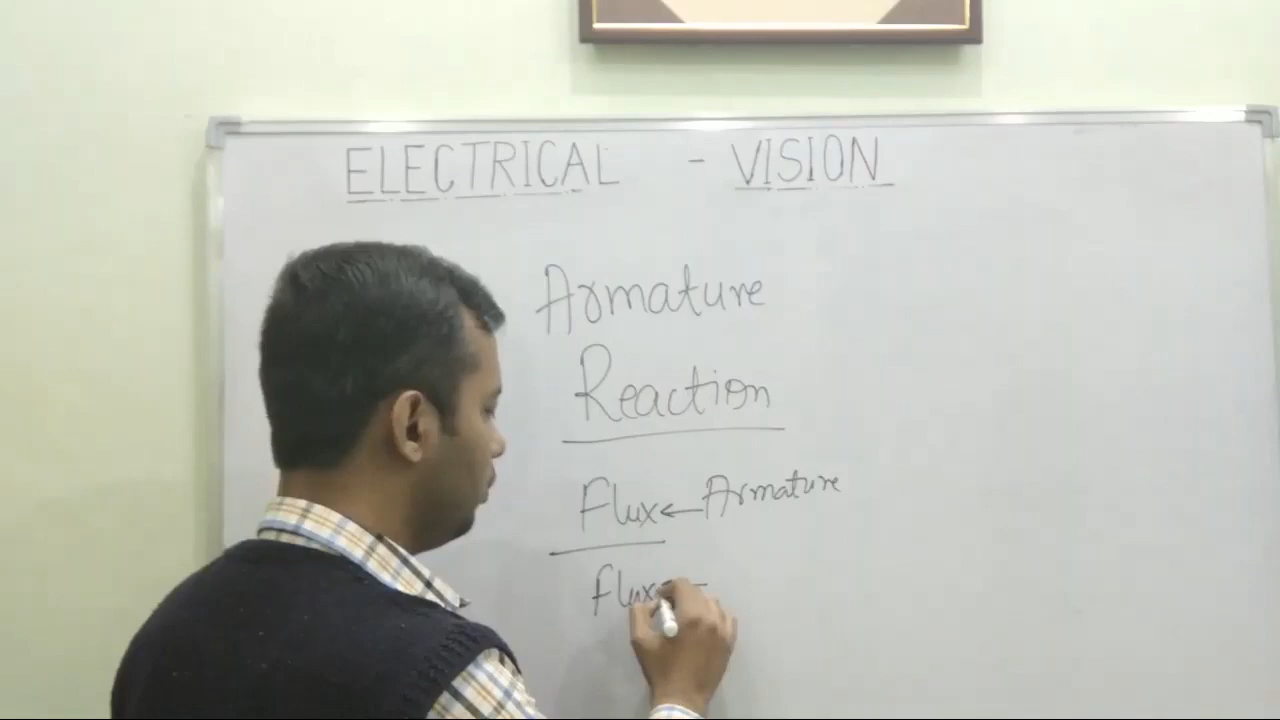 ELECTRICAL - VISION
Armature
Reaction
Flux ← Armature
Flux ←